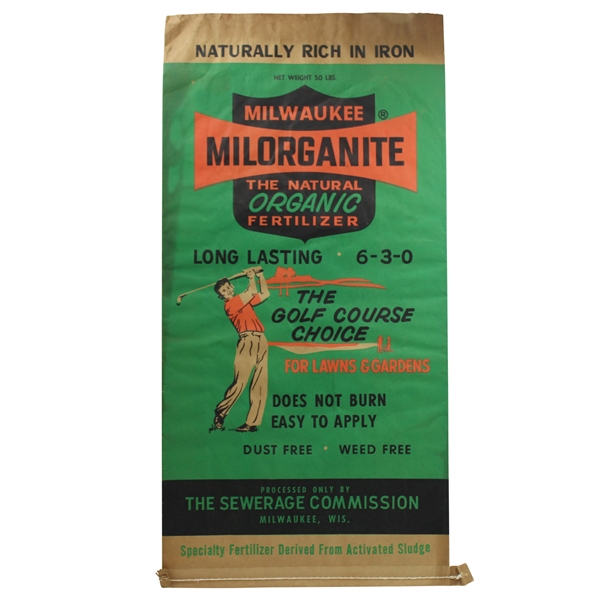 NATURALLY RICH IN IRON
NET WEIGHT 50 LBS.
MILWAUKEE ®
MILORGANITE
THE NATURAL
ORGANIC
FERTILIZER
LONG LASTING · 6-3-0
THE
GOLF COURSE
CHOICE
FOR LAWNS & GARDENS
DOES NOT BURN
EASY TO APPLY
DUST FREE · WEED FREE
PROCESSED ONLY BY
THE SEWERAGE COMMISSION
MILWAUKEE, WIS.
Specialty Fertilizer Derived From Activated Sludge